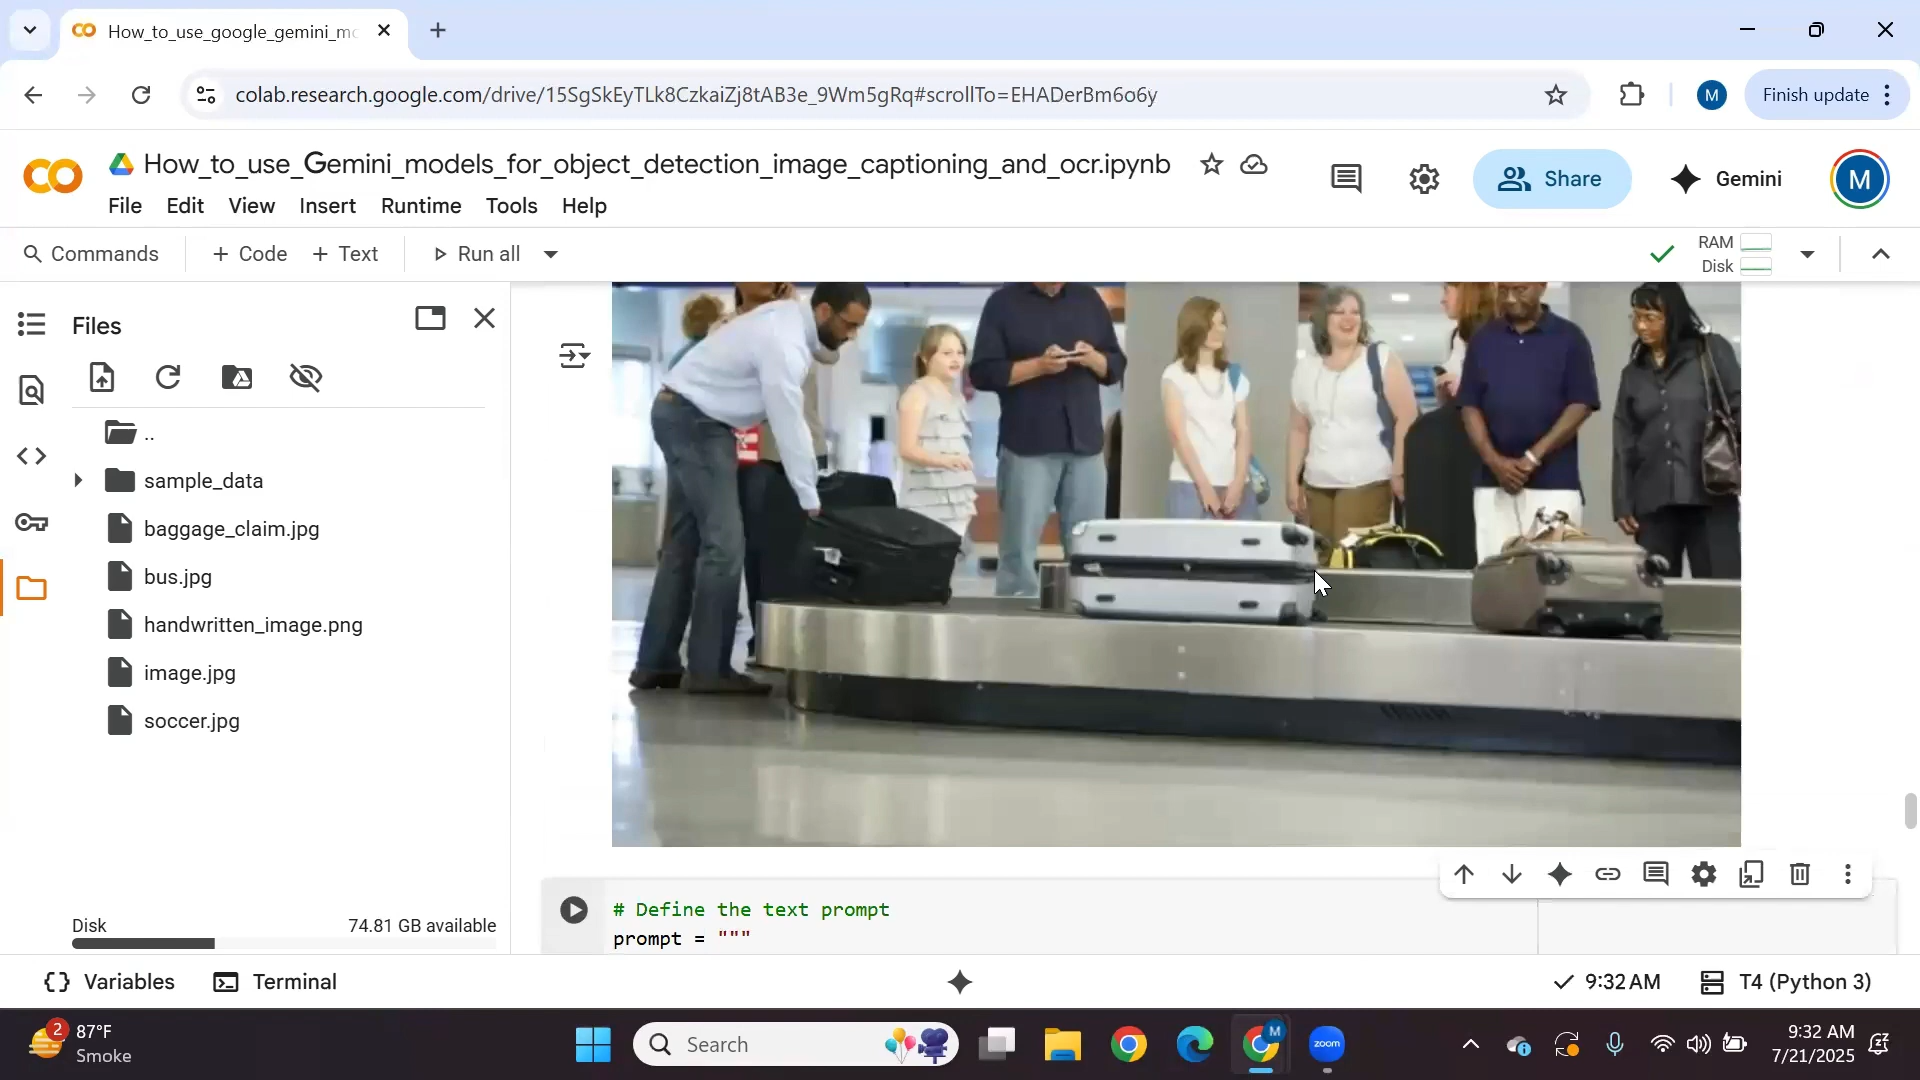 How_to_use_google_gemini_mo
colab.research.google.com/drive/15SgSkEyTLk8CzkaiZj8tAB3e_9Wm5gRq#scrollTo=EHADerBm6o6y
M
Finish update
How_to_use_Gemini_models_for_object_detection_image_captioning_and_ocr.ipynb
File Edit View Insert Runtime Tools Help
Share
Gemini
M
Commands
+ Code + Text
Run all
RAM
Disk
Files
..
sample_data
baggage_claim.jpg
bus.jpg
handwritten_image.png
image.jpg
soccer.jpg
Disk 74.81 GB available
# Define the text prompt
prompt = """
{} Variables
Terminal
9:32 AM
T4 (Python 3)
2
87°F
Smoke
Search
M
zoom
9:32 AM
7/21/2025